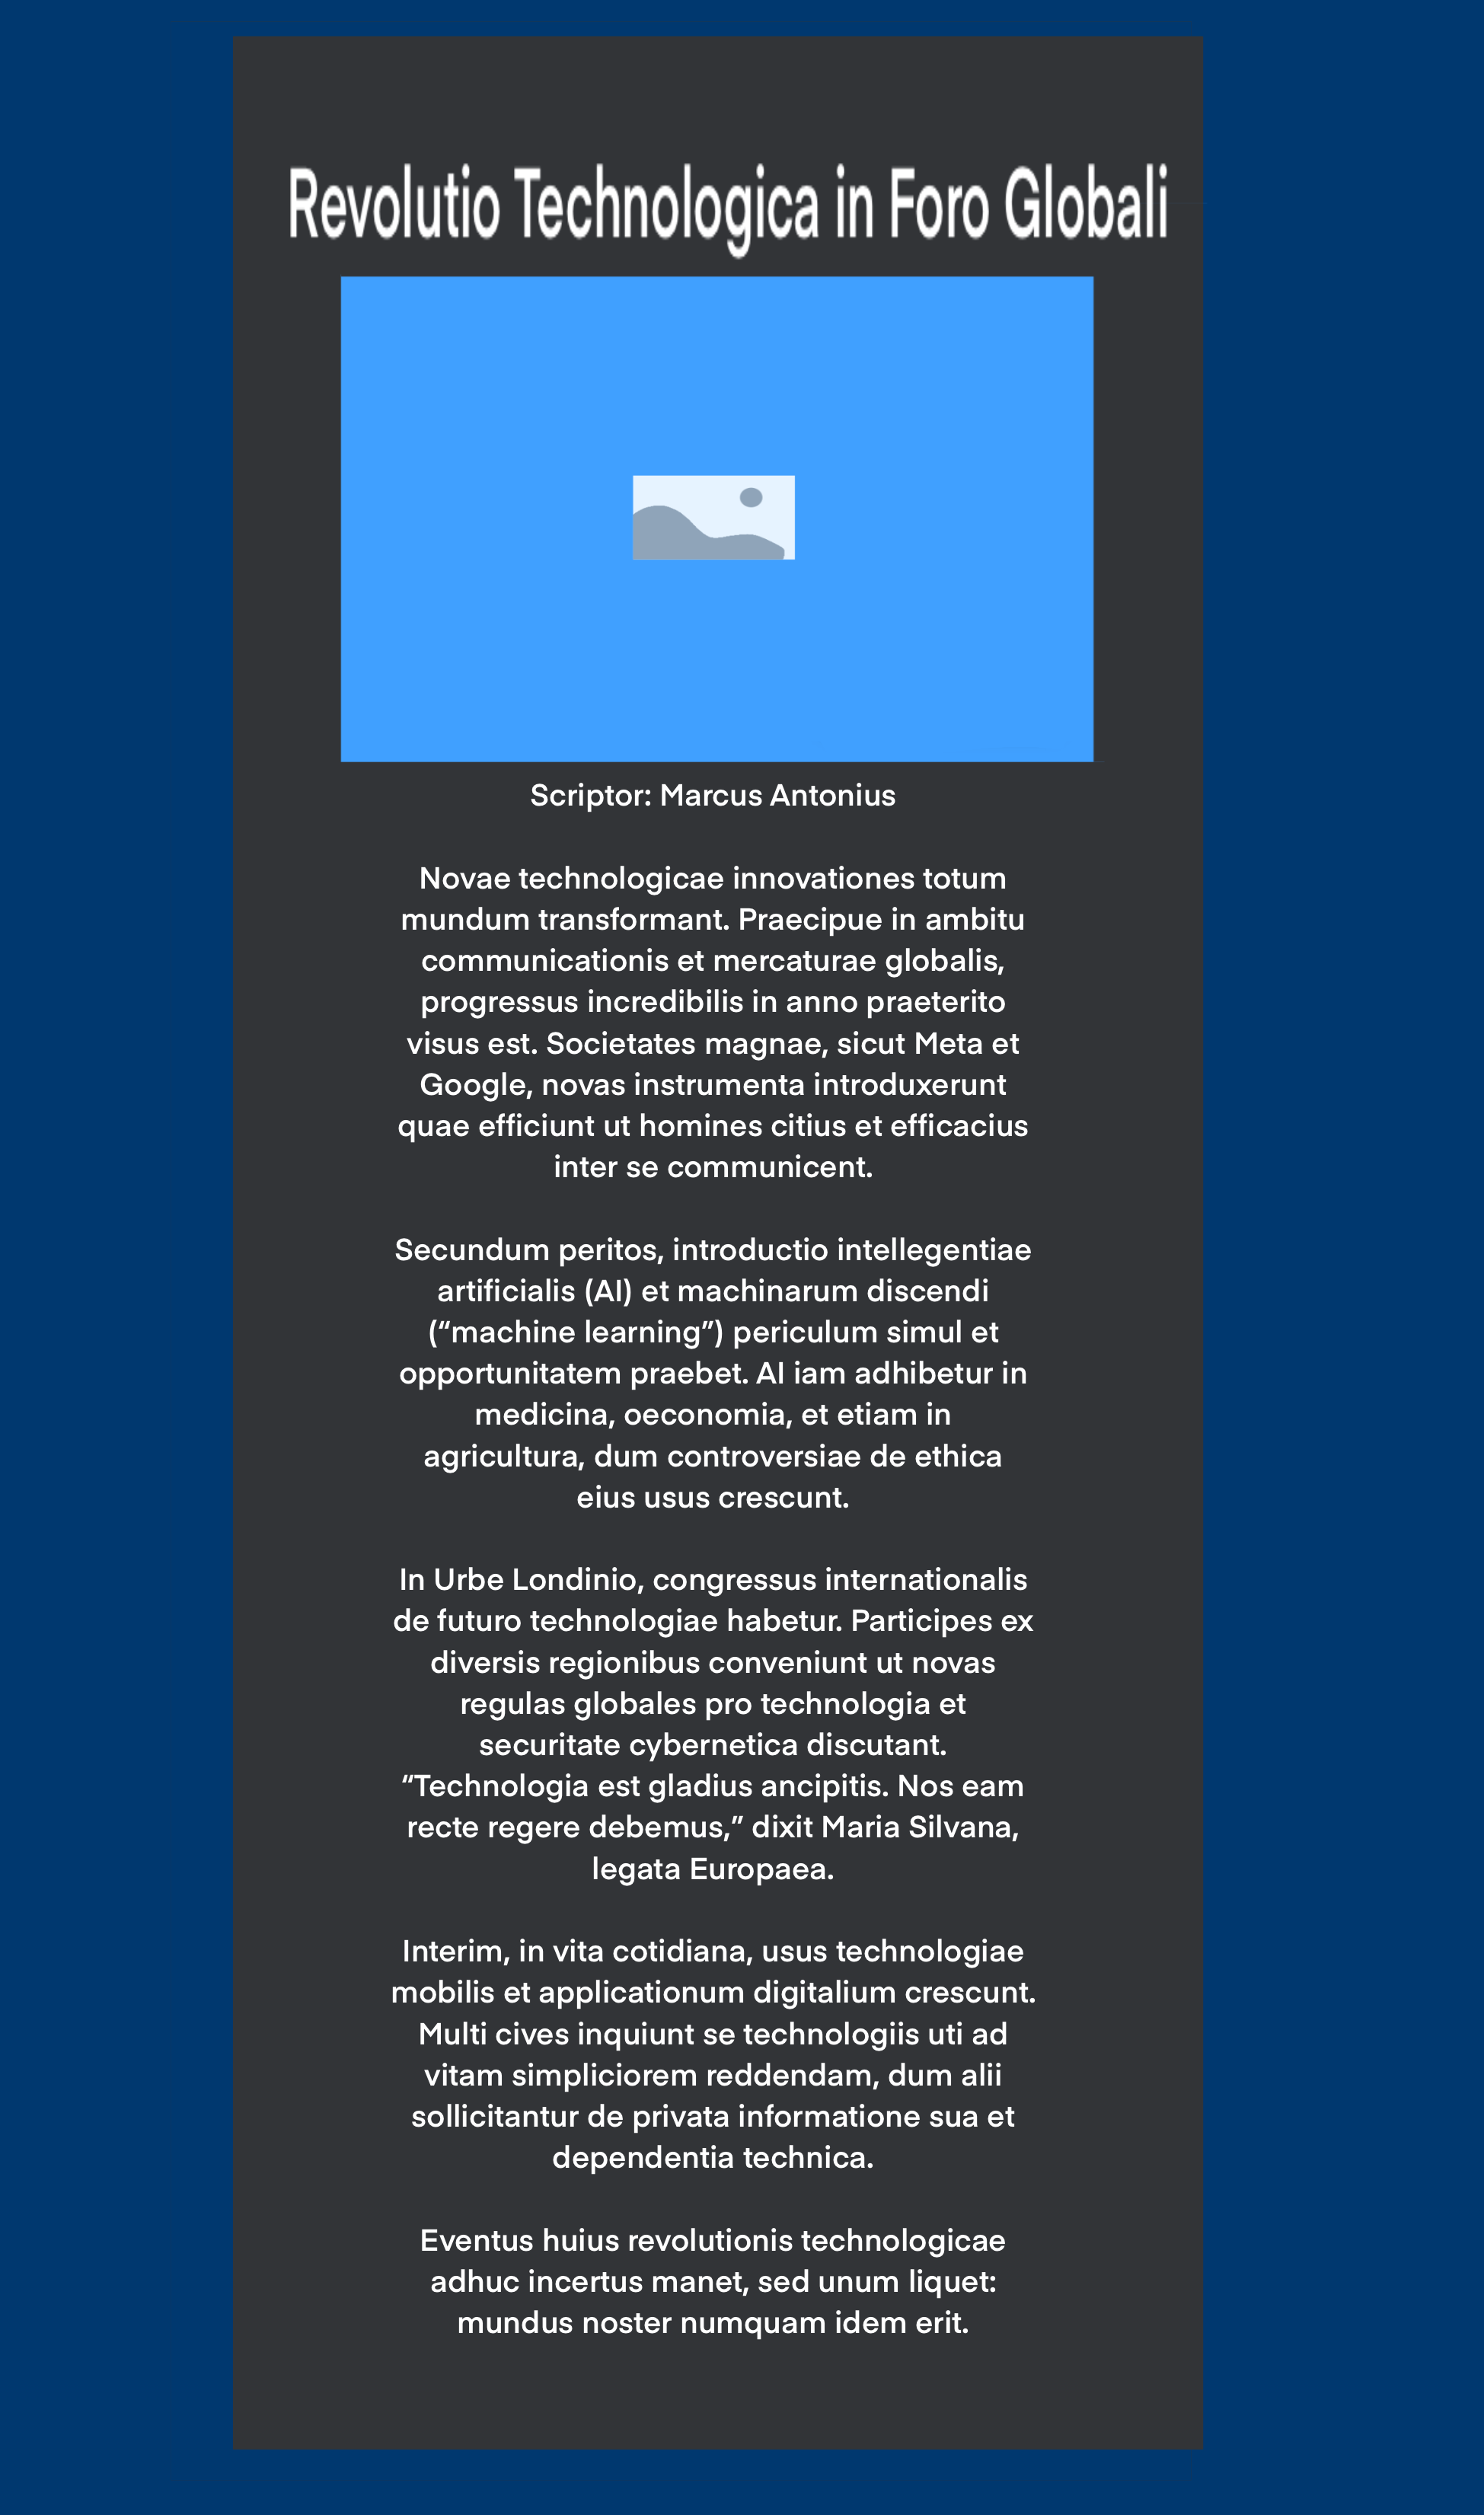 Revolutio Technologica in Foro Globali
Scriptor: Marcus Antonius
Novae technologicae innovationes totum
mundum transformant. Praecipue in ambitu
communicationis et mercaturae globalis,
progressus incredibilis in anno praeterito
visus est. Societates magnae, sicut Meta et
Google, novas instrumenta introduxerunt
quae efficiunt ut homines citius et efficacius
inter se communicent.
Secundum peritos, introductio intellegentiae
artificialis (AI) et machinarum discendi
(“machine learning”) periculum simul et
opportunitatem praebet. AI iam adhibetur in
medicina, oeconomia, et etiam in
agricultura, dum controversiae de ethica
eius usus crescunt.
In Urbe Londinio, congressus internationalis
de futuro technologiae habetur. Participes ex
diversis regionibus conveniunt ut novas
regulas globales pro technologia et
securitate cybernetica discutant.
“Technologia est gladius ancipitis. Nos eam
recte regere debemus,” dixit Maria Silvana,
legata Europaea.
Interim, in vita cotidiana, usus technologiae
mobilis et applicationum digitalium crescunt.
Multi cives inquiunt se technologiis uti ad
vitam simpliciorem reddendam, dum alii
sollicitantur de privata informatione sua et
dependentia technica.
Eventus huius revolutionis technologicae
adhuc incertus manet, sed unum liquet:
mundus noster numquam idem erit.